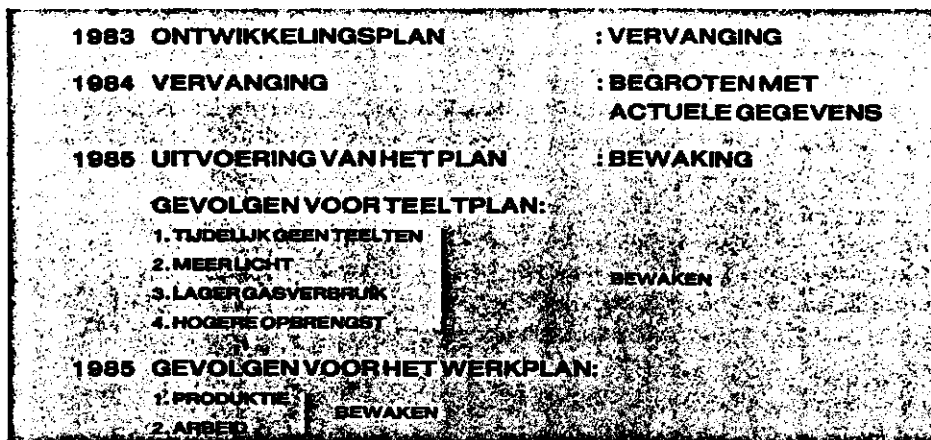 1983 ONTWIKKELINGSPLAN : VERVANGING
1984 VERVANGING : BEGROTEN MET
ACTUELE GEGEVENS
1985 UITVOERING VAN HET PLAN : BEWAKING
GEVOLGEN VOOR TEELTPLAN:
1. TIJDELIJK GEEN TEELTEN
2. MEER LICHT
3. LAGER GASVERBRUIK
4. HOGERE OPBRENGST
BEWAKEN
1985 GEVOLGEN VOOR HET WERKPLAN:
1. PRODUKTIE
2. ARBEID
BEWAKEN